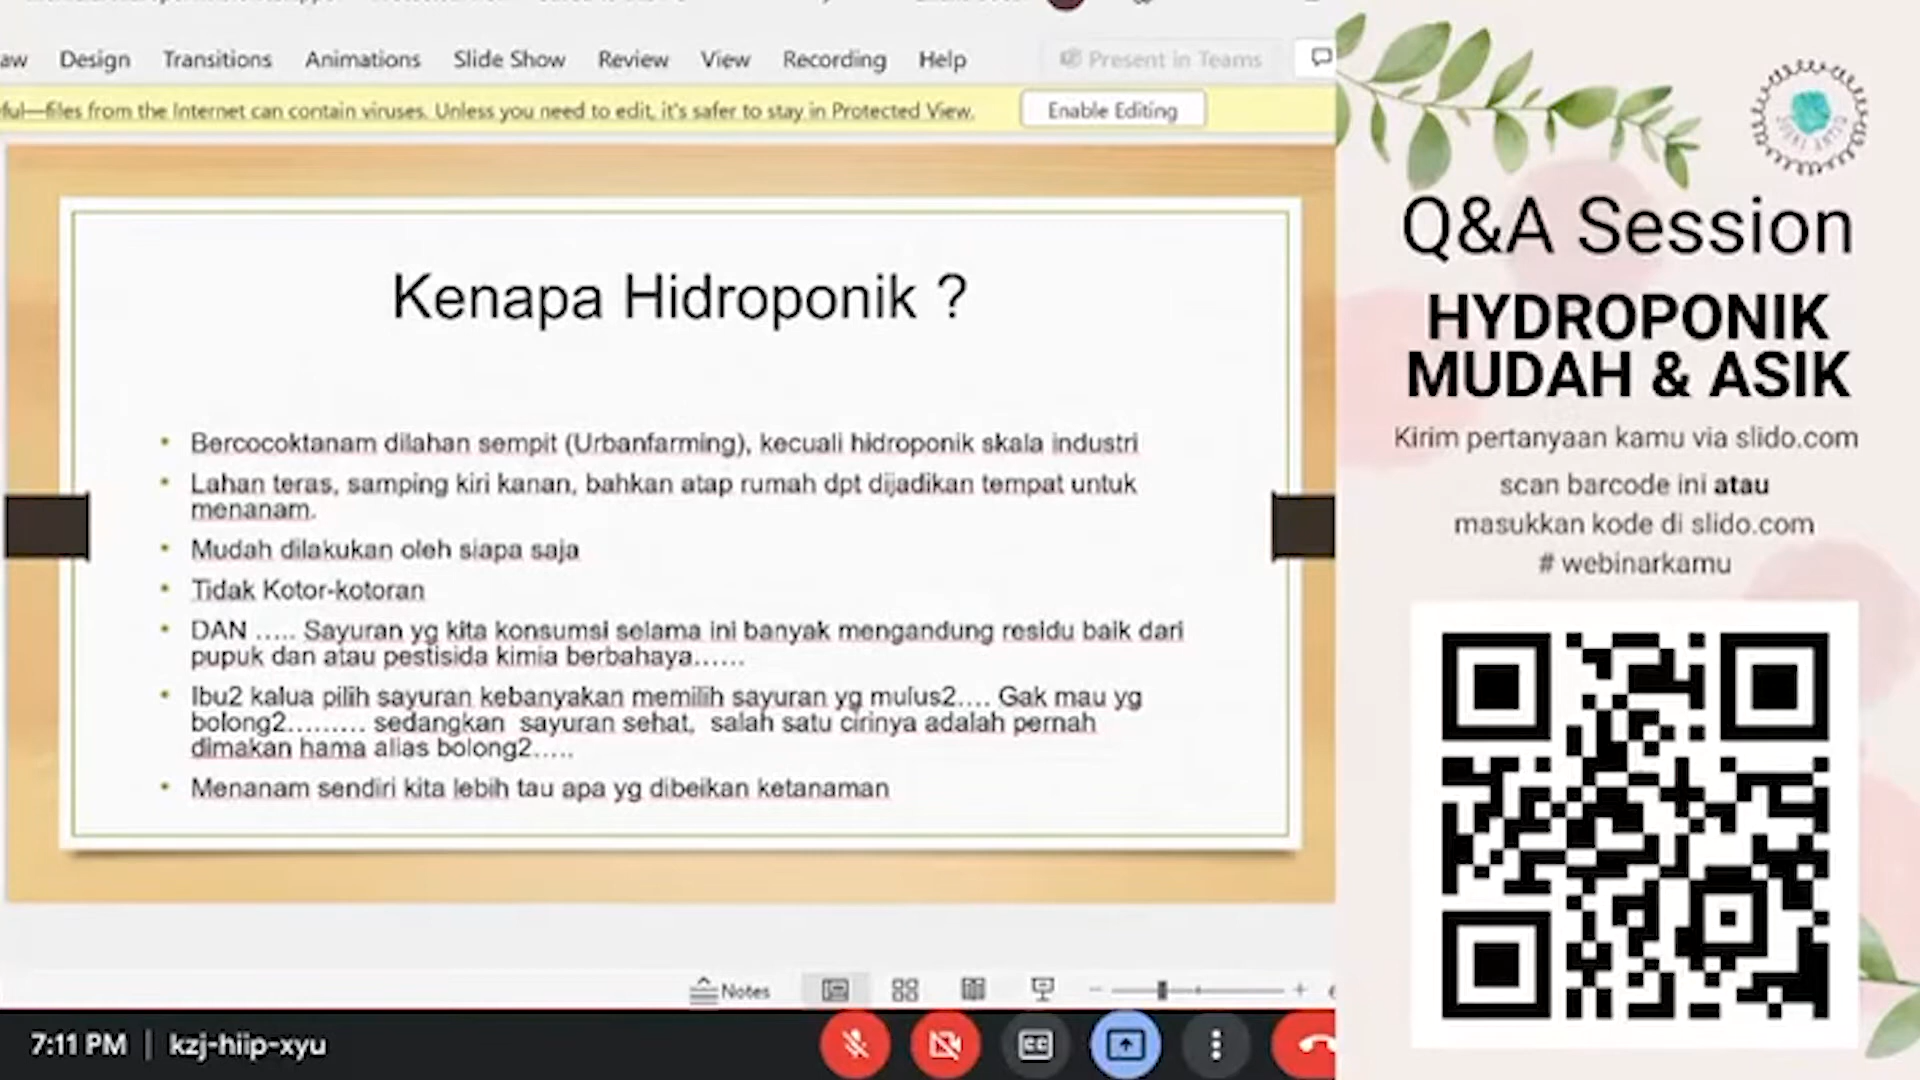 aw Design Transitions Animations Slide Show Review View Recording Help Present in Teams
ful—files from the Internet can contain viruses. Unless you need to edit, it's safer to stay in Protected View. Enable Editing
Kenapa Hidroponik ?
• Bercocoktanam dilahan sempit (Urbanfarming), kecuali hidroponik skala industri
• Lahan teras, samping kiri kanan, bahkan atap rumah dpt dijadikan tempat untuk
menanam.
• Mudah dilakukan oleh siapa saja
• Tidak Kotor-kotoran
• DAN ..... Sayuran yg kita konsumsi selama ini banyak mengandung residu baik dari
pupuk dan atau pestisida kimia berbahaya......
• Ibu2 kalua pilih sayuran kebanyakan memilih sayuran yg mulus2.... Gak mau yg
bolong2......... sedangkan sayuran sehat, salah satu cirinya adalah pernah
dimakan hama alias bolong2.....
• Menanam sendiri kita lebih tau apa yg dibeikan ketanaman
Notes
7:11 PM | kzj-hiip-xyu
Q&A Session
HYDROPONIK
MUDAH & ASIK
Kirim pertanyaan kamu via slido.com
scan barcode ini atau
masukkan kode di slido.com
# webinarkamu